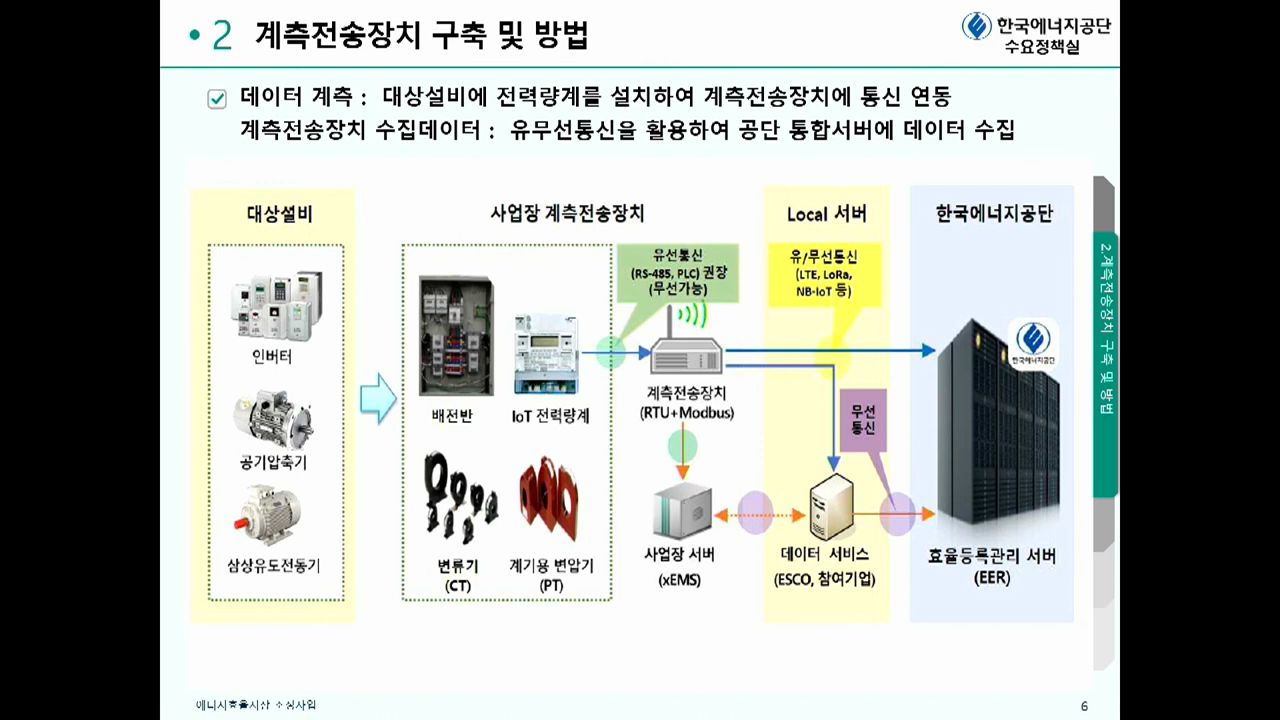 • 2 계측전송장치 구축 및 방법
한국에너지공단
수요정책실
데이터 계측 : 대상설비에 전력량계를 설치하여 계측전송장치에 통신 연동
계측전송장치 수집데이터 : 유무선통신을 활용하여 공단 통합서버에 데이터 수집
대상설비
인버터
공기압축기
삼상유도전동기
사업장 계측전송장치
배전반
IoT 전력량계
변류기
(CT)
계기용 변압기
(PT)
유선통신
(RS-485, PLC) 권장
(무선가능)
계측전송장치
(RTU+Modbus)
사업장 서버
(xEMS)
Local 서버
유/무선통신
(LTE, LoRa,
NB-IoT 등)
무선
통신
데이터 서비스
(ESCO, 참여기업)
한국에너지공단
한국에너지공단
효율등록관리 서버
(EER)
2.계측전송장치 구축 및 방법
6